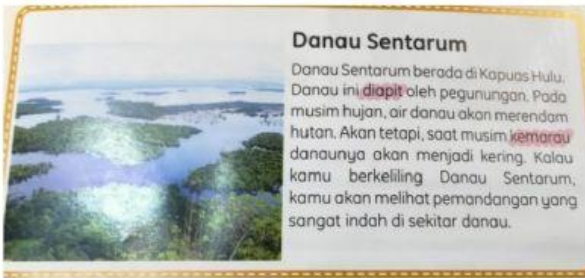 Danau Sentarum
Danau Sentarum berada di Kapuas Hulu.
Danau ini diapit oleh pegunungan. Pada
musim hujan, air danau akan merendam
hutan. Akan tetapi, saat musim kemarau
danaunya akan menjadi kering. Kalau
kamu berkeliling Danau Sentarum,
kamu akan melihat pemandangan yang
sangat indah di sekitar danau.